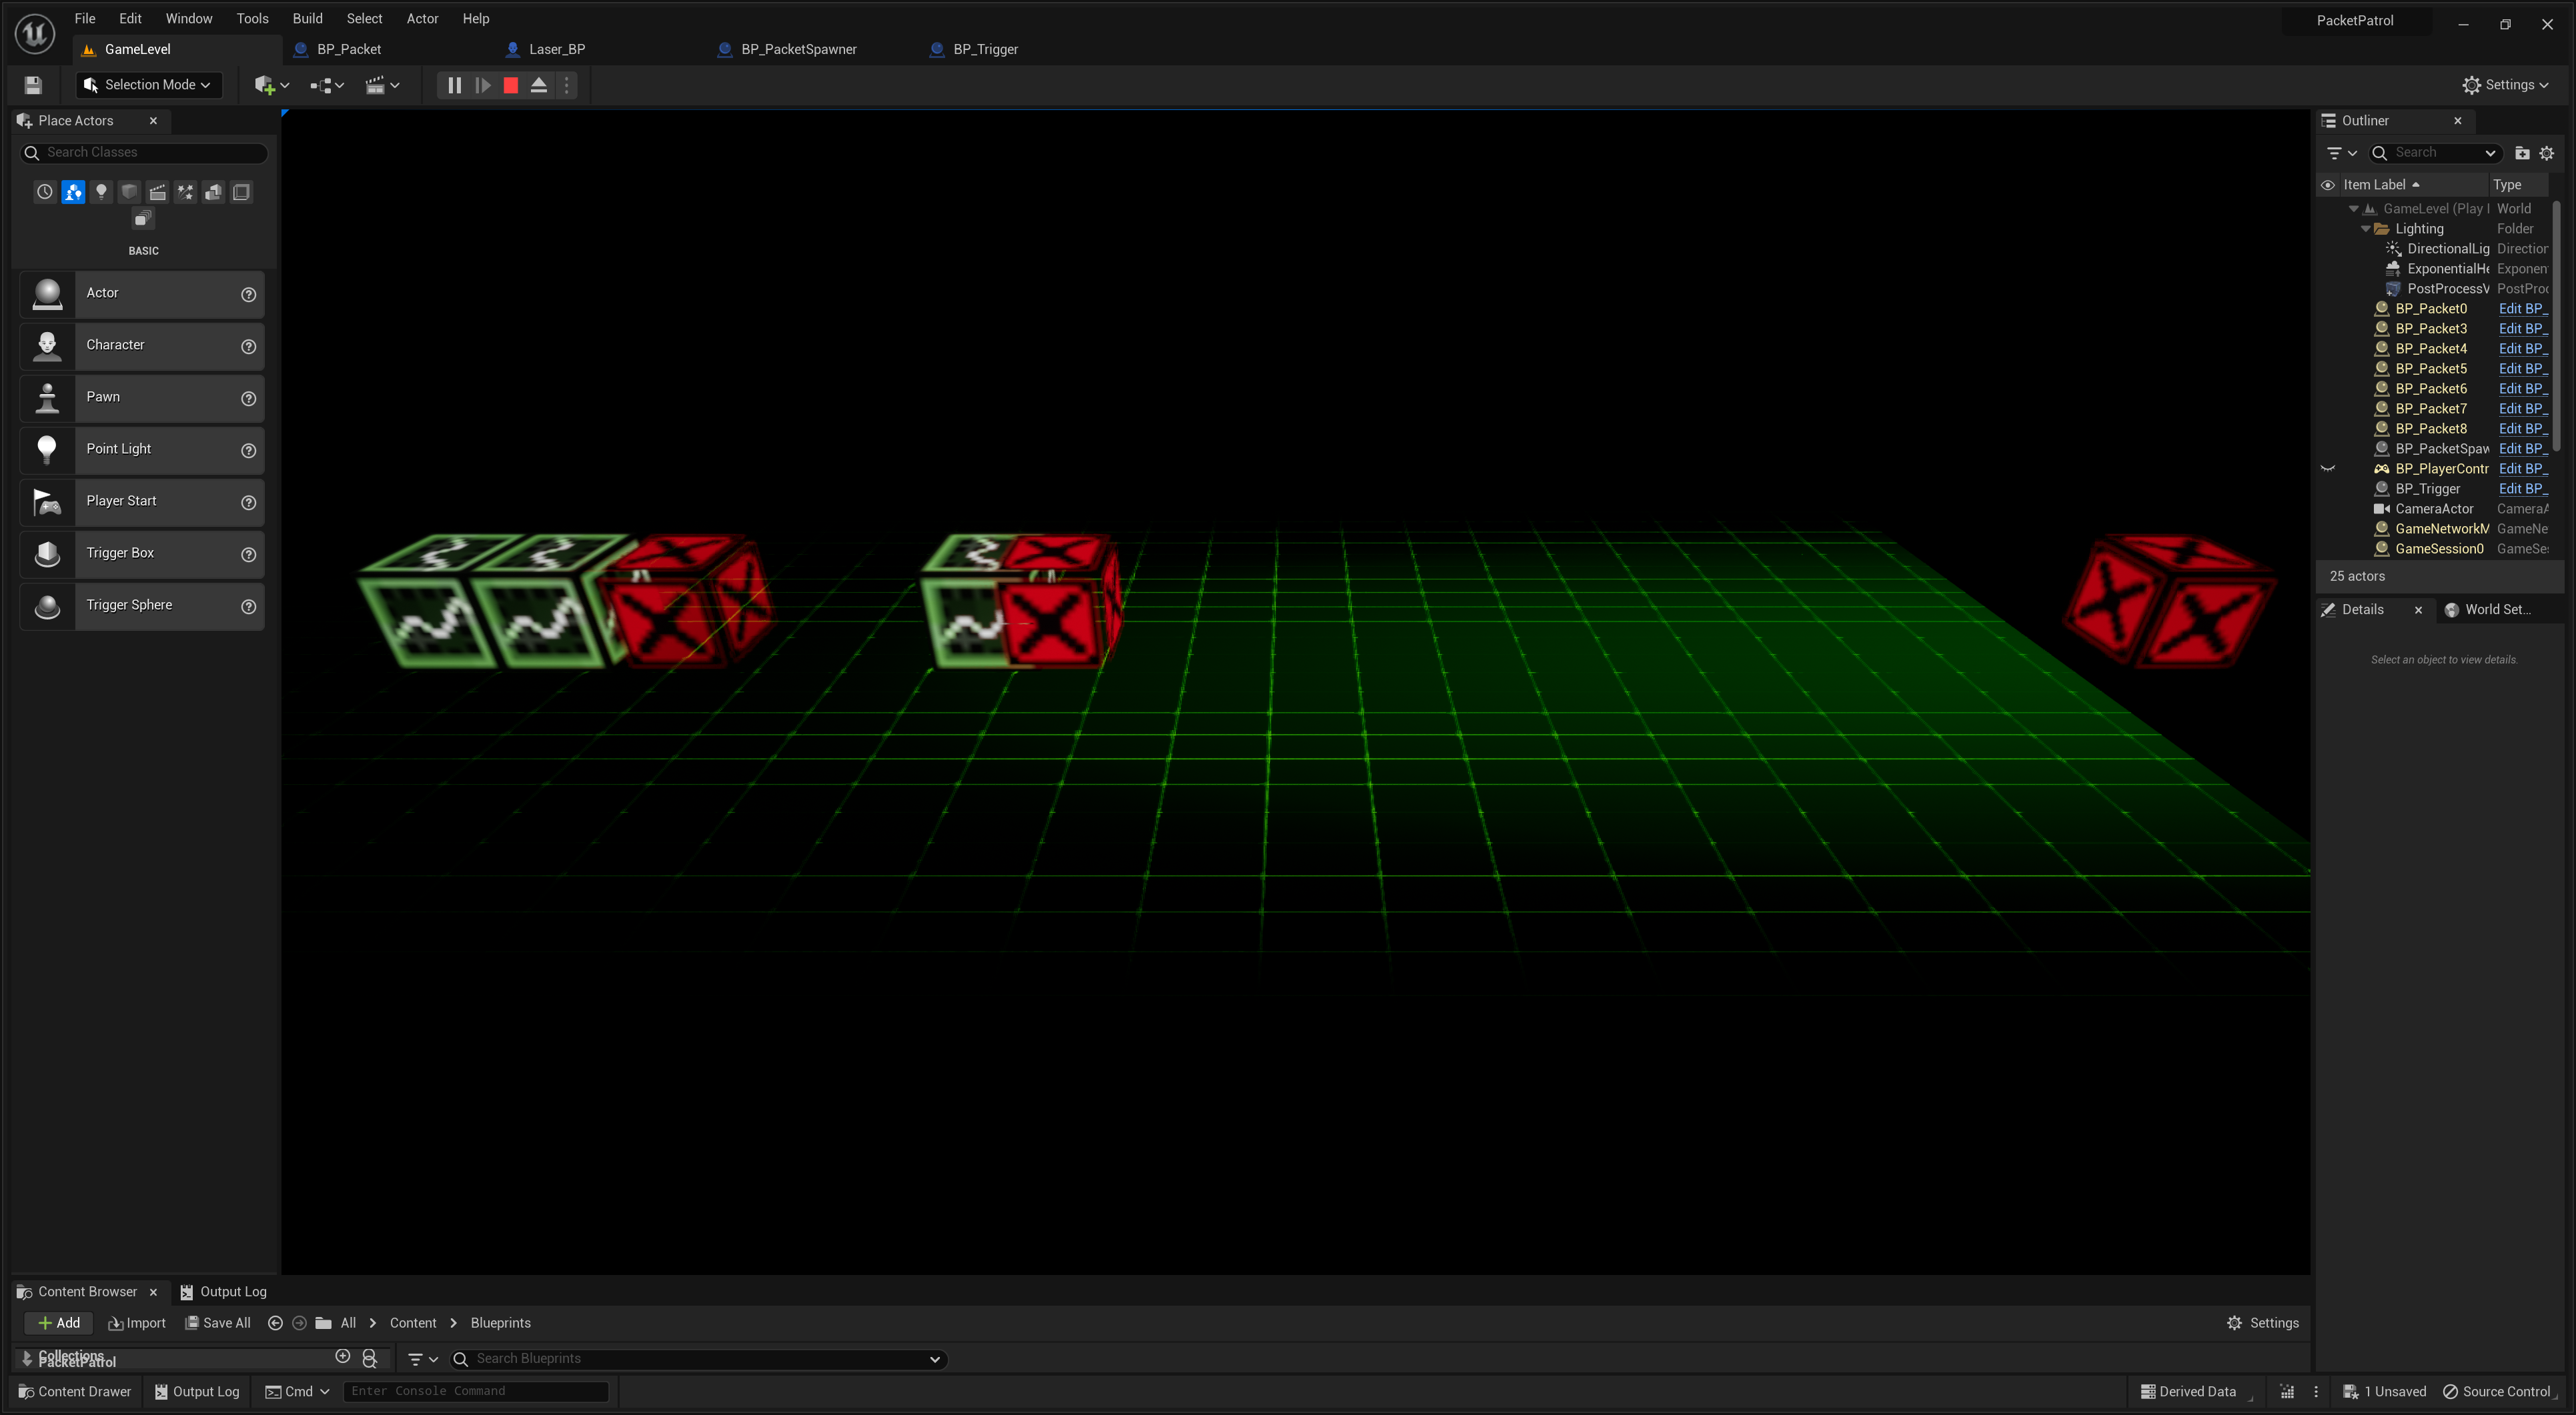 File Edit Window Tools Build Select Actor Help
PacketPatrol
GameLevel BP_Packet Laser_BP BP_PacketSpawner BP_Trigger
Selection Mode
Settings
Place Actors
Search Classes
BASIC
Actor
Character
Pawn
Point Light
Player Start
Trigger Box
Trigger Sphere
Outliner
Search
Item Label Type
GameLevel (Play I World
Lighting Folder
DirectionalLig Direction
ExponentialHe Exponen
PostProcessV PostProc
BP_Packet0 Edit BP_
BP_Packet3 Edit BP_
BP_Packet4 Edit BP_
BP_Packet5 Edit BP_
BP_Packet6 Edit BP_
BP_Packet7 Edit BP_
BP_Packet8 Edit BP_
BP_PacketSpaw Edit BP_
BP_PlayerContr Edit BP_
BP_Trigger Edit BP_
CameraActor CameraA
GameNetworkM GameNe
GameSession0 GameSe
25 actors
Details World Set...
Select an object to view details.
Content Browser Output Log
Add Import Save All All Content Blueprints
Settings
Collections
PacketPatrol
Search Blueprints
Content Drawer Output Log Cmd Enter Console Command
Derived Data 1 Unsaved Source Control